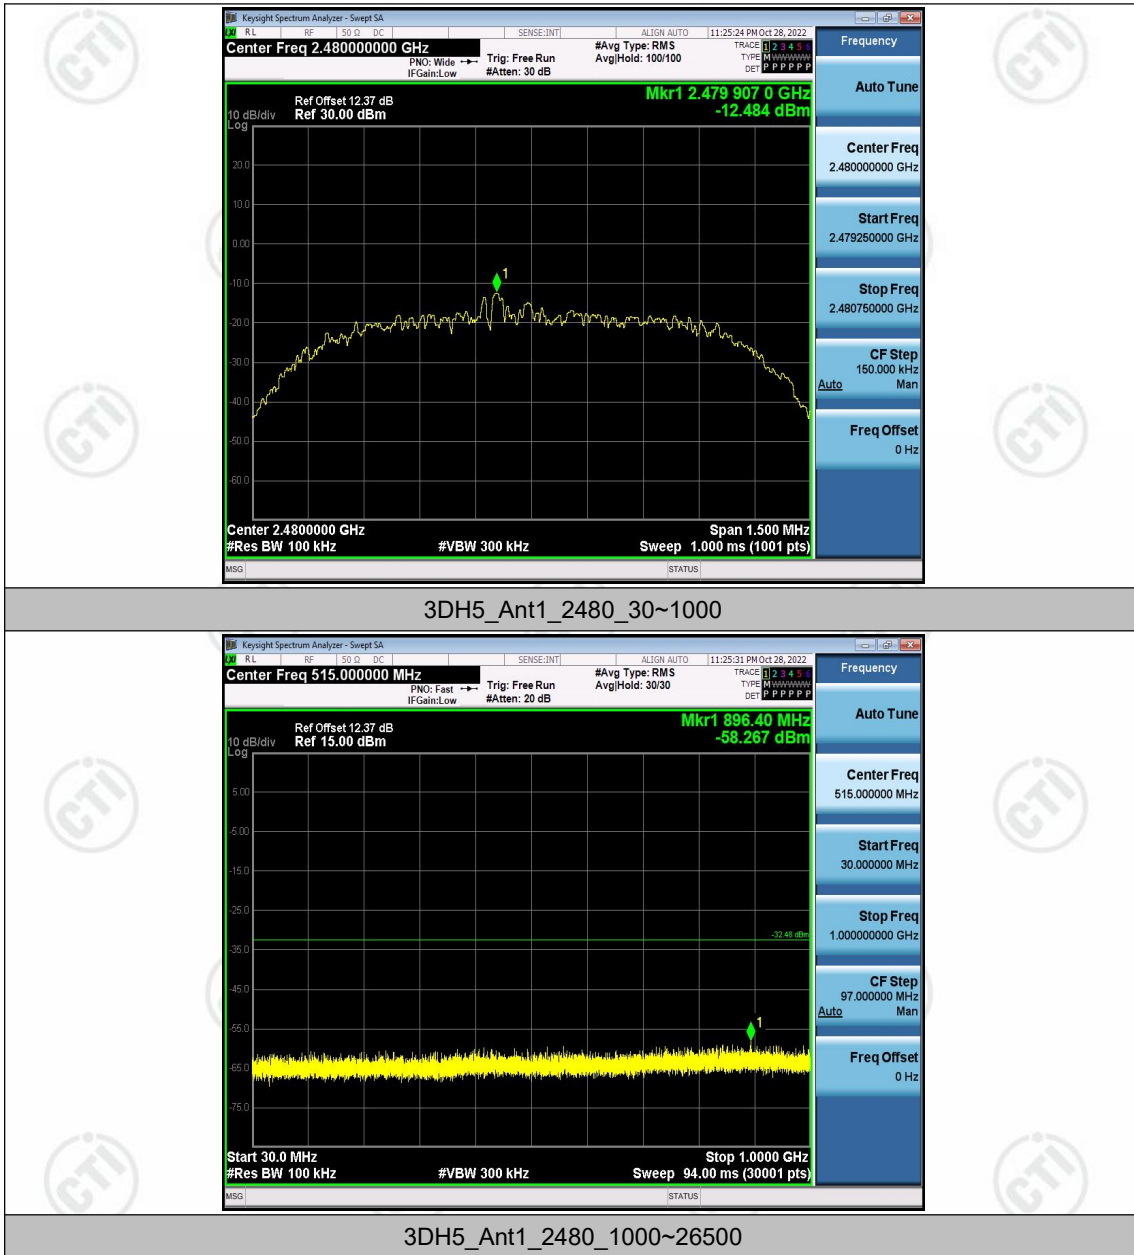 Keysight Spectrum Analyzer - Swept SA
LXI RL RF 50 Ω DC SENSE:INT ALIGN AUTO 11:25:24 PM Oct 28, 2022
Center Freq 2.480000000 GHz
PNO: Wide
IFGain:Low
Trig: Free Run
#Atten: 30 dB
#Avg Type: RMS
Avg|Hold: 100/100
TRACE 1 2 3 4 5 6
TYPE M W W W W W
DET P P P P P P
Frequency
Auto Tune
Mkr1 2.479 907 0 GHz
-12.484 dBm
Ref Offset 12.37 dB
10 dB/div Ref 30.00 dBm
Log
20.0
10.0
0.00
-10.0
-20.0
-30.0
-40.0
-50.0
-60.0
1
Center Freq
2.480000000 GHz
Start Freq
2.479250000 GHz
Stop Freq
2.480750000 GHz
CF Step
150.000 kHz
Auto Man
Freq Offset
0 Hz
Center 2.4800000 GHz Span 1.500 MHz
#Res BW 100 kHz #VBW 300 kHz Sweep 1.000 ms (1001 pts)
MSG STATUS
3DH5_Ant1_2480_30~1000
Keysight Spectrum Analyzer - Swept SA
LXI RL RF 50 Ω DC SENSE:INT ALIGN AUTO 11:25:31 PM Oct 28, 2022
Center Freq 515.000000 MHz
PNO: Fast
IFGain:Low
Trig: Free Run
#Atten: 20 dB
#Avg Type: RMS
Avg|Hold: 30/30
TRACE 1 2 3 4 5 6
TYPE M W W W W W
DET P P P P P P
Frequency
Auto Tune
Mkr1 896.40 MHz
-58.267 dBm
Ref Offset 12.37 dB
10 dB/div Ref 15.00 dBm
Log
5.00
-5.00
-15.0
-25.0
-35.0
-45.0
-55.0
-65.0
-75.0
-32.48 dBm
1
Center Freq
515.000000 MHz
Start Freq
30.000000 MHz
Stop Freq
1.000000000 GHz
CF Step
97.000000 MHz
Auto Man
Freq Offset
0 Hz
Start 30.0 MHz Stop 1.0000 GHz
#Res BW 100 kHz #VBW 300 kHz Sweep 94.00 ms (30001 pts)
MSG STATUS
3DH5_Ant1_2480_1000~26500
CTI
CTI
CTI
CTI
CTI
CTI
CTI
CTI